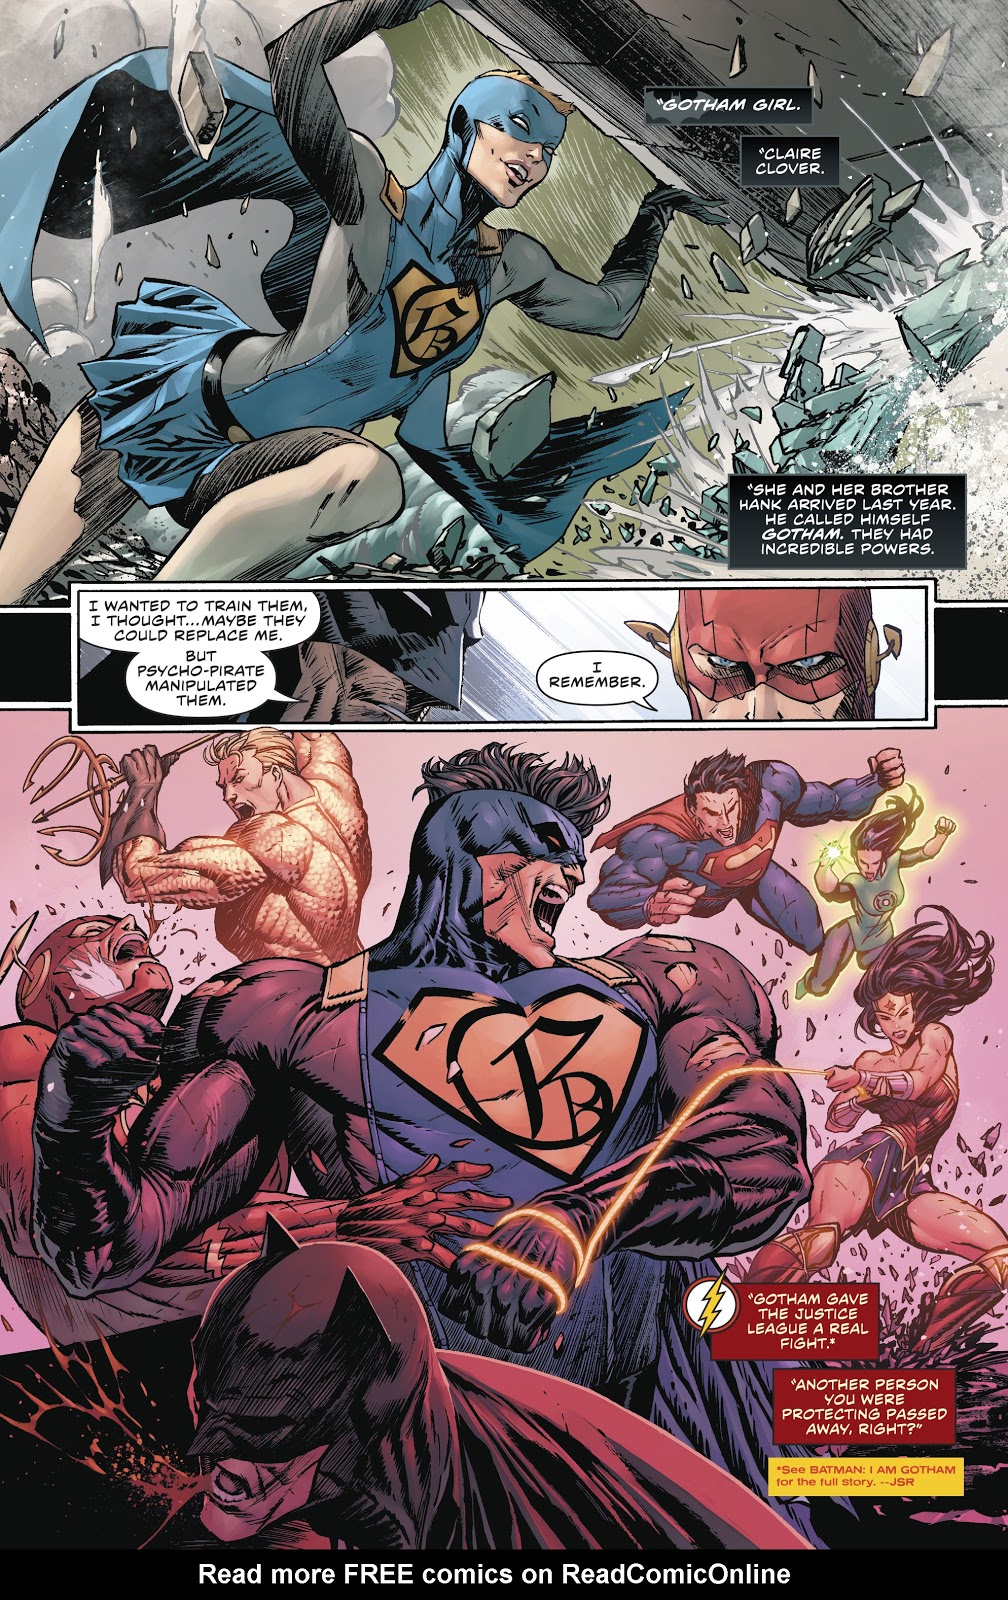 "GOTHAM GIRL.
"CLAIRE
CLOVER.
"SHE AND HER BROTHER
HANK ARRIVED LAST YEAR.
HE CALLED HIMSELF
GOTHAM. THEY HAD
INCREDIBLE POWERS.
I WANTED TO TRAIN THEM,
I THOUGHT...MAYBE THEY
COULD REPLACE ME.
BUT
PSYCHO-PIRATE
MANIPULATED
THEM.
I
REMEMBER.
"GOTHAM GAVE
THE JUSTICE
LEAGUE A REAL
FIGHT.*
"ANOTHER PERSON
YOU WERE
PROTECTING PASSED
AWAY, RIGHT?"
*See BATMAN: I AM GOTHAM
for the full story. --JSR
Read more FREE comics on ReadComicOnline